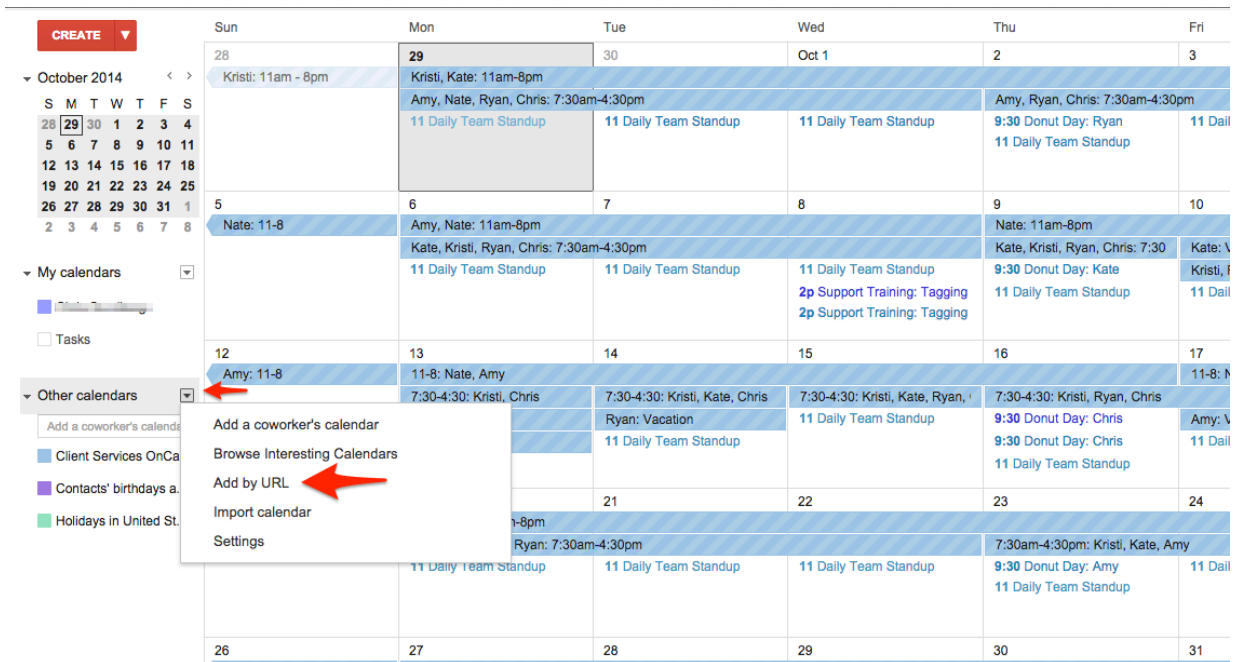 CREATE
October 2014 < >
S M T W T F S
28 29 30 1 2 3 4
5 6 7 8 9 10 11
12 13 14 15 16 17 18
19 20 21 22 23 24 25
26 27 28 29 30 31 1
2 3 4 5 6 7 8
My calendars
Tasks
Other calendars
Add a coworker's calenda
Client Services OnCa
Contacts' birthdays a.
Holidays in United St.
Add a coworker's calendar
Browse Interesting Calendars
Add by URL
Import calendar
Settings
Sun Mon Tue Wed Thu Fri
28 29 30 Oct 1 2 3
Kristi: 11am - 8pm Kristi, Kate: 11am-8pm
Amy, Nate, Ryan, Chris: 7:30am-4:30pm Amy, Ryan, Chris: 7:30am-4:30pm
11 Daily Team Standup 11 Daily Team Standup 11 Daily Team Standup 9:30 Donut Day: Ryan 11 Dail
11 Daily Team Standup
5 6 7 8 9 10
Nate: 11-8 Amy, Nate: 11am-8pm Nate: 11am-8pm
Kate, Kristi, Ryan, Chris: 7:30am-4:30pm Kate, Kristi, Ryan, Chris: 7:30 Kate: V
11 Daily Team Standup 11 Daily Team Standup 11 Daily Team Standup 9:30 Donut Day: Kate Kristi,
2p Support Training: Tagging 11 Daily Team Standup 11 Dail
2p Support Training: Tagging
12 13 14 15 16 17
Amy: 11-8 11-8: Nate, Amy 11-8: N
7:30-4:30: Kristi, Chris 7:30-4:30: Kristi, Kate, Chris 7:30-4:30: Kristi, Kate, Ryan, 7:30-4:30: Kristi, Ryan, Chris
Ryan: Vacation 11 Daily Team Standup 9:30 Donut Day: Chris Amy: V
11 Daily Team Standup 9:30 Donut Day: Chris 11 Dail
11 Daily Team Standup
21 22 23 24
-8pm
Ryan: 7:30am-4:30pm 7:30am-4:30pm: Kristi, Kate, Amy
11 Daily Team Standup 11 Daily Team Standup 11 Daily Team Standup 9:30 Donut Day: Amy 11 Dail
11 Daily Team Standup
26 27 28 29 30 31